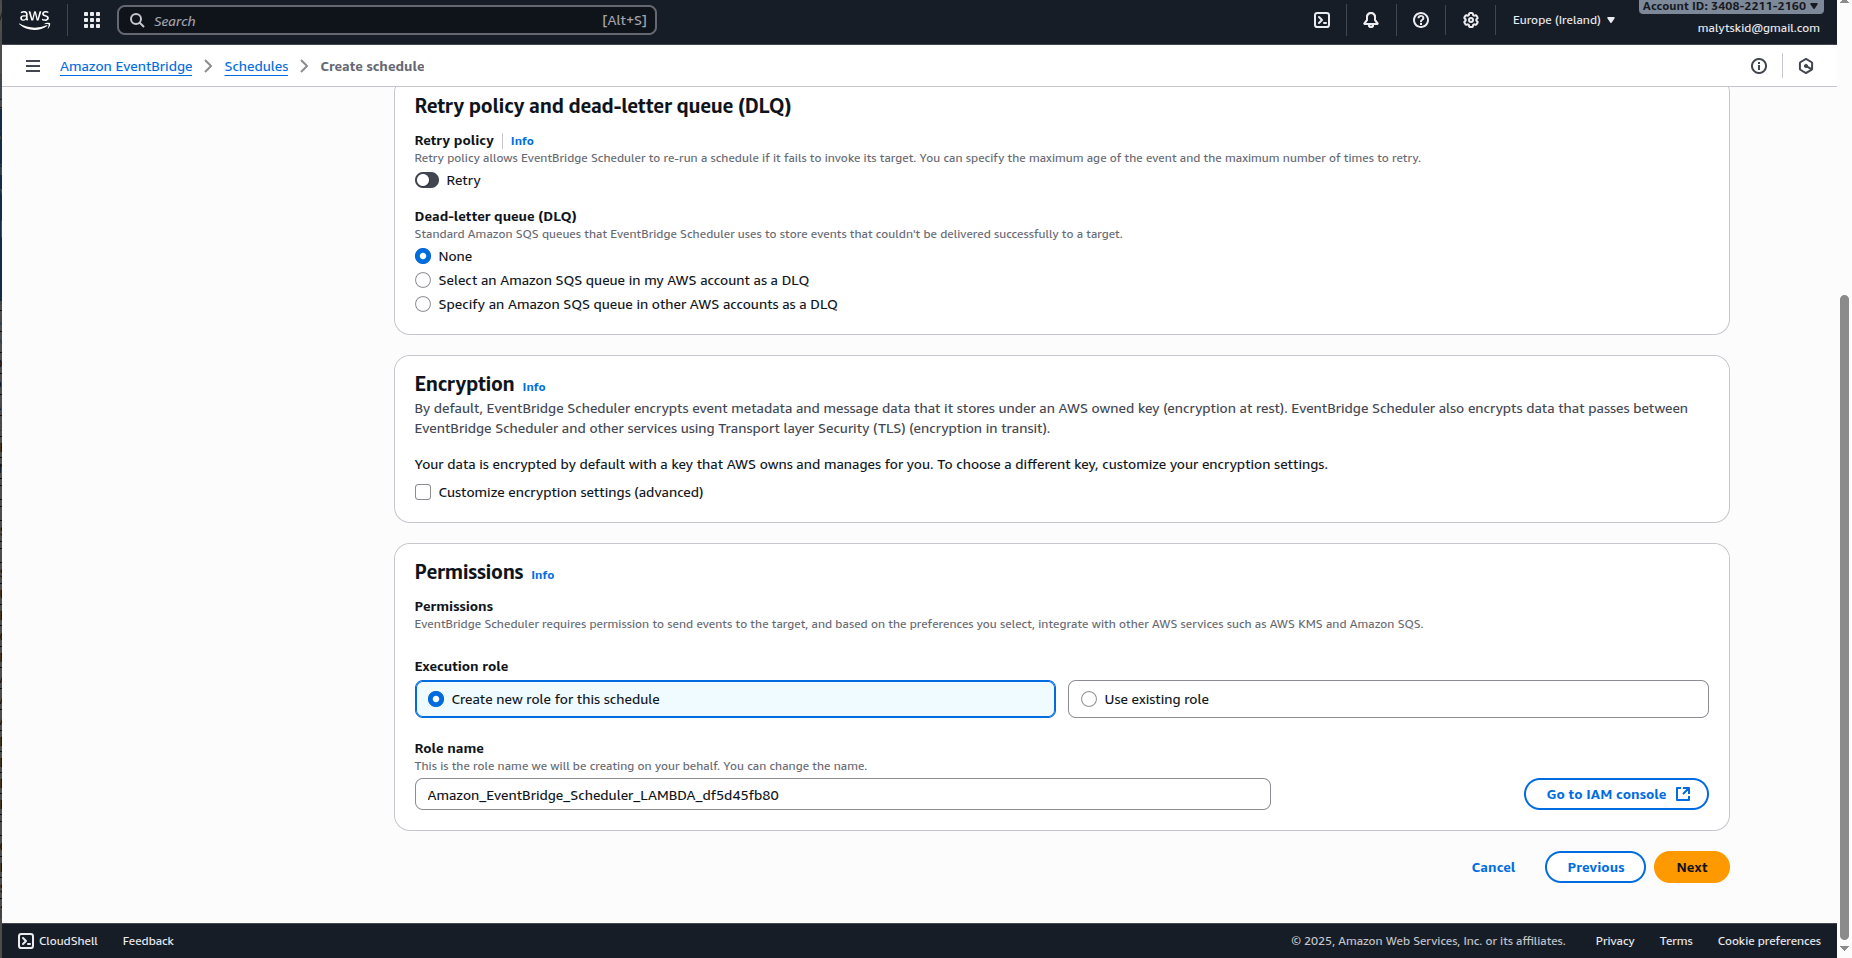 aws
Search [Alt+S]
Europe (Ireland)
Account ID: 3408-2211-2160
malytskid@gmail.com
Amazon EventBridge > Schedules > Create schedule
Retry policy and dead-letter queue (DLQ)
Retry policy | Info
Retry policy allows EventBridge Scheduler to re-run a schedule if it fails to invoke its target. You can specify the maximum age of the event and the maximum number of times to retry.
Retry
Dead-letter queue (DLQ)
Standard Amazon SQS queues that EventBridge Scheduler uses to store events that couldn't be delivered successfully to a target.
None
Select an Amazon SQS queue in my AWS account as a DLQ
Specify an Amazon SQS queue in other AWS accounts as a DLQ
Encryption Info
By default, EventBridge Scheduler encrypts event metadata and message data that it stores under an AWS owned key (encryption at rest). EventBridge Scheduler also encrypts data that passes between
EventBridge Scheduler and other services using Transport layer Security (TLS) (encryption in transit).
Your data is encrypted by default with a key that AWS owns and manages for you. To choose a different key, customize your encryption settings.
Customize encryption settings (advanced)
Permissions Info
Permissions
EventBridge Scheduler requires permission to send events to the target, and based on the preferences you select, integrate with other AWS services such as AWS KMS and Amazon SQS.
Execution role
Create new role for this schedule
Use existing role
Role name
This is the role name we will be creating on your behalf. You can change the name.
Amazon_EventBridge_Scheduler_LAMBDA_df5d45fb80
Go to IAM console
Cancel
Previous
Next
CloudShell
Feedback
© 2025, Amazon Web Services, Inc. or its affiliates.
Privacy
Terms
Cookie preferences